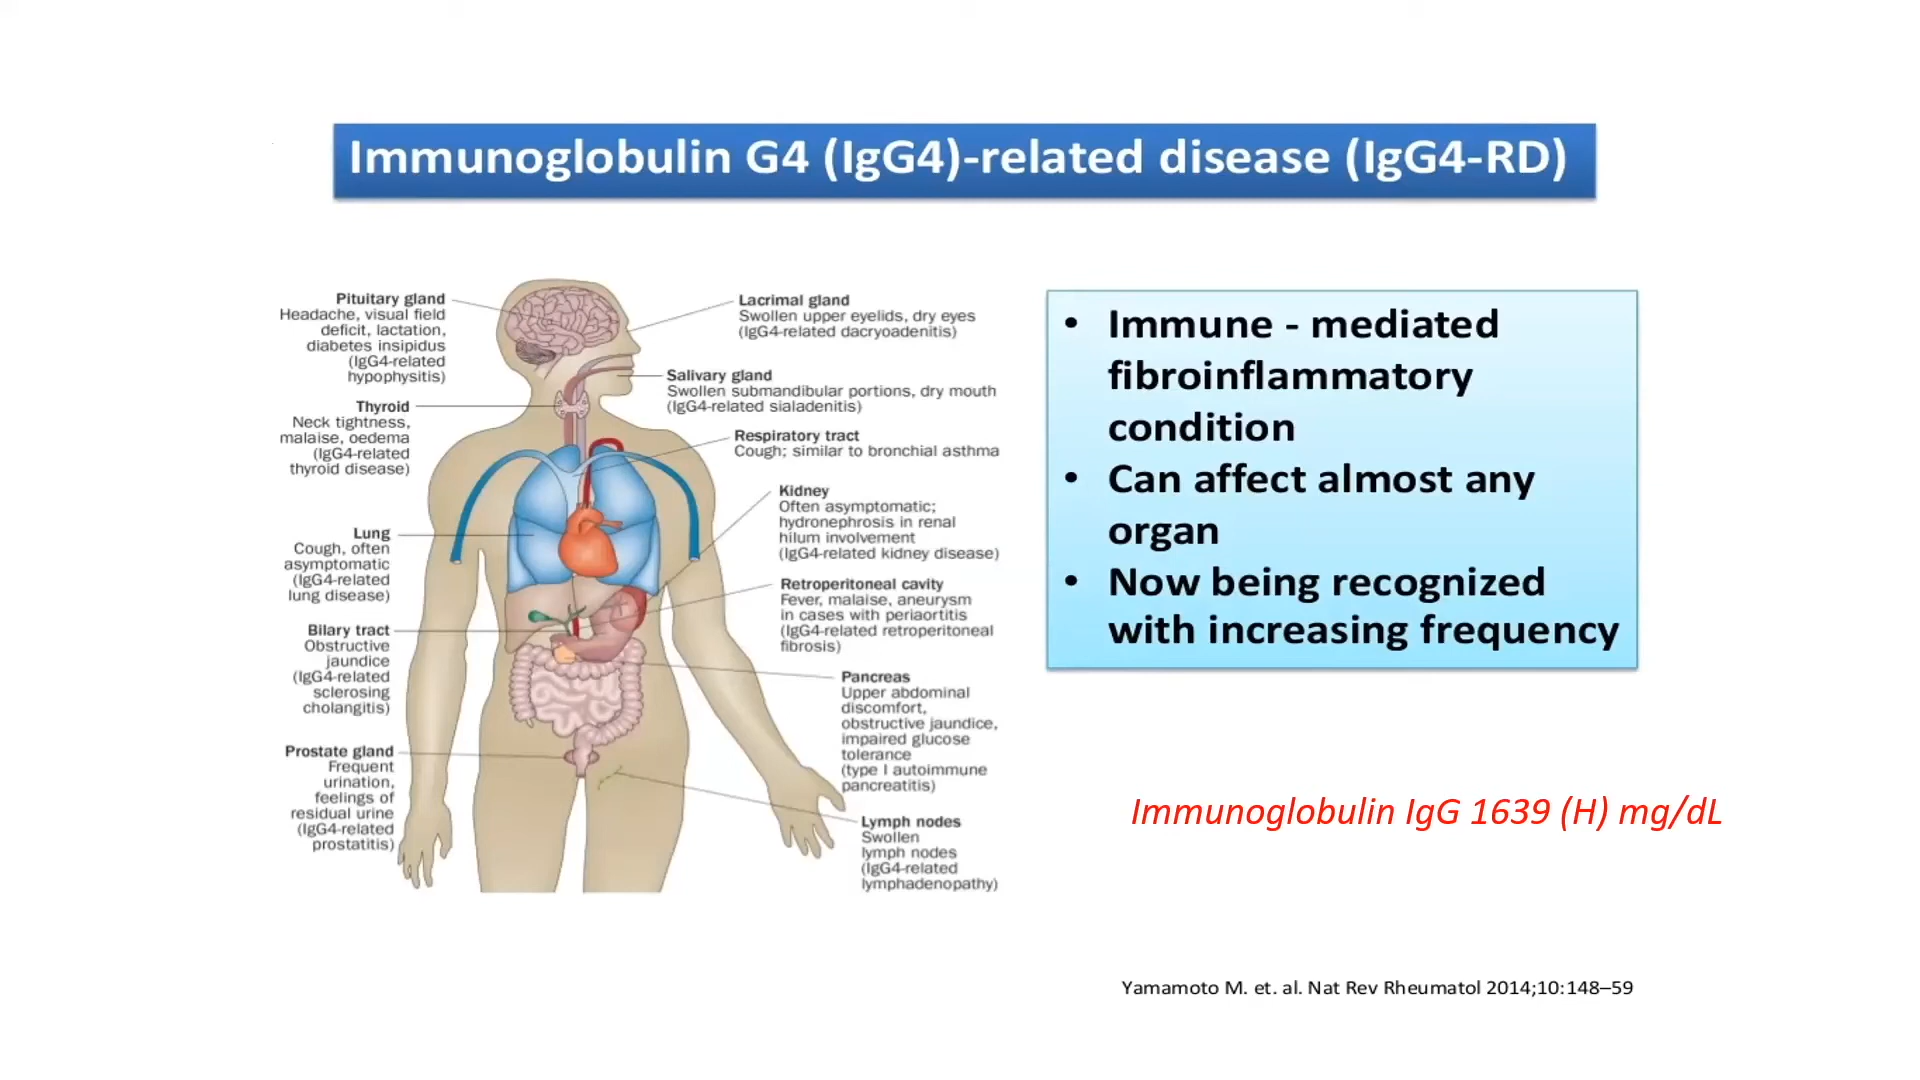 Immunoglobulin G4 (IgG4)-related disease (IgG4-RD)
Pituitary gland
Headache, visual field
deficit, lactation,
diabetes insipidus
(IgG4-related
hypophysitis)
Thyroid
Neck tightness,
malaise, oedema
(IgG4-related
thyroid disease)
Lung
Cough, often
asymptomatic
(IgG4-related
lung disease)
Bilary tract
Obstructive
jaundice
(IgG4-related
sclerosing
cholangitis)
Prostate gland
Frequent
urination,
feelings of
residual urine
(IgG4-related
prostatitis)
Lacrimal gland
Swollen upper eyelids, dry eyes
(IgG4-related dacryoadenitis)
Salivary gland
Swollen submandibular portions, dry mouth
(IgG4-related sialadenitis)
Respiratory tract
Cough; similar to bronchial asthma
Kidney
Often asymptomatic;
hydronephrosis in renal
hilum involvement
(IgG4-related kidney disease)
Retroperitoneal cavity
Fever, malaise, aneurysm
in cases with periaortitis
(IgG4-related retroperitoneal
fibrosis)
Pancreas
Upper abdominal
discomfort,
obstructive jaundice,
impaired glucose
tolerance
(type I autoimmune
pancreatitis)
Lymph nodes
Swollen
lymph nodes
(IgG4-related
lymphadenopathy)
• Immune - mediated
fibroinflammatory
condition
• Can affect almost any
organ
• Now being recognized
with increasing frequency
Immunoglobulin IgG 1639 (H) mg/dL
Yamamoto M. et. al. Nat Rev Rheumatol 2014;10:148–59